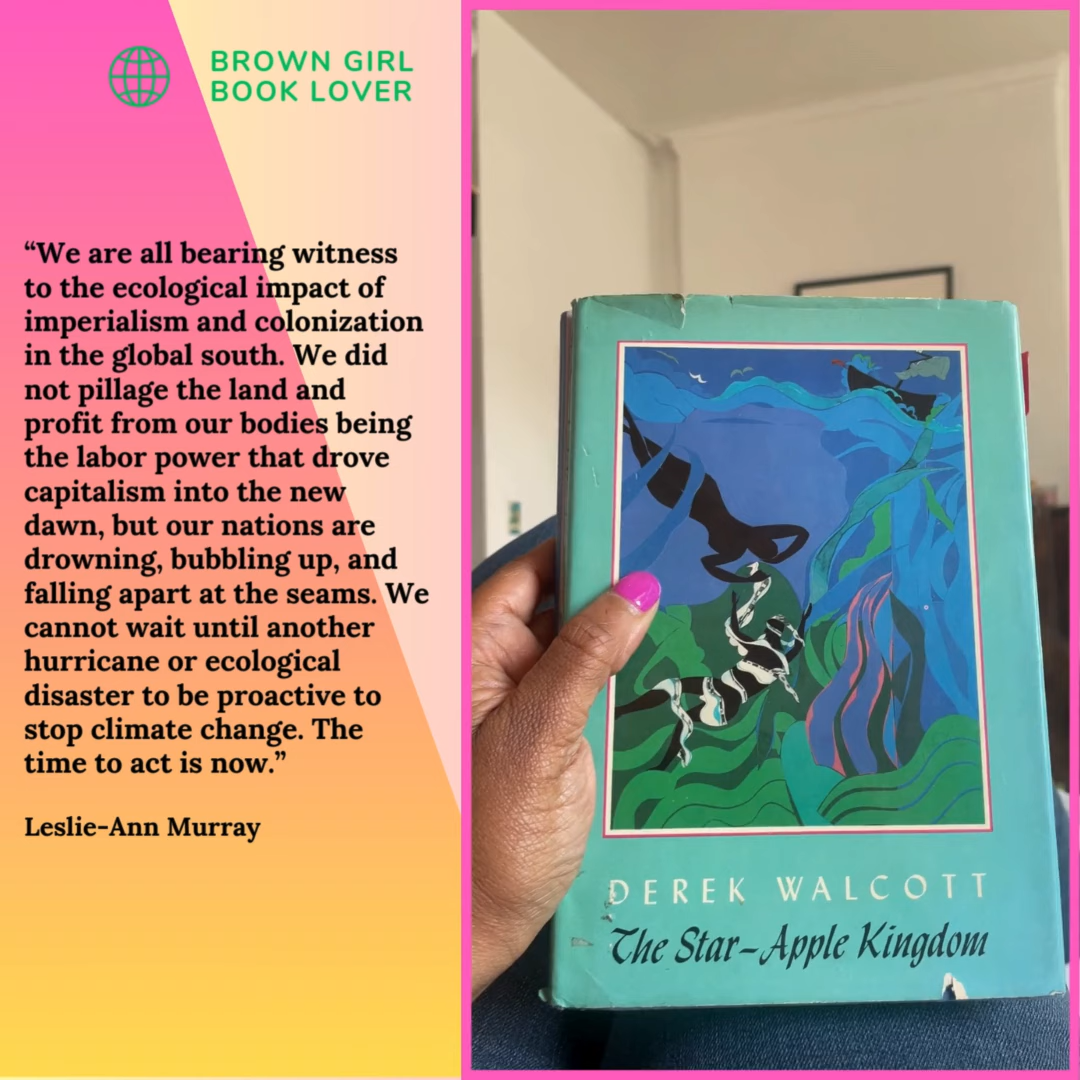 BROWN GIRL
BOOK LOVER
“We are all bearing witness
to the ecological impact of
imperialism and colonization
in the global south. We did
not pillage the land and
profit from our bodies being
the labor power that drove
capitalism into the new
dawn, but our nations are
drowning, bubbling up, and
falling apart at the seams. We
cannot wait until another
hurricane or ecological
disaster to be proactive to
stop climate change. The
time to act is now.”
Leslie-Ann Murray
DEREK WALCOTT
The Star-Apple Kingdom